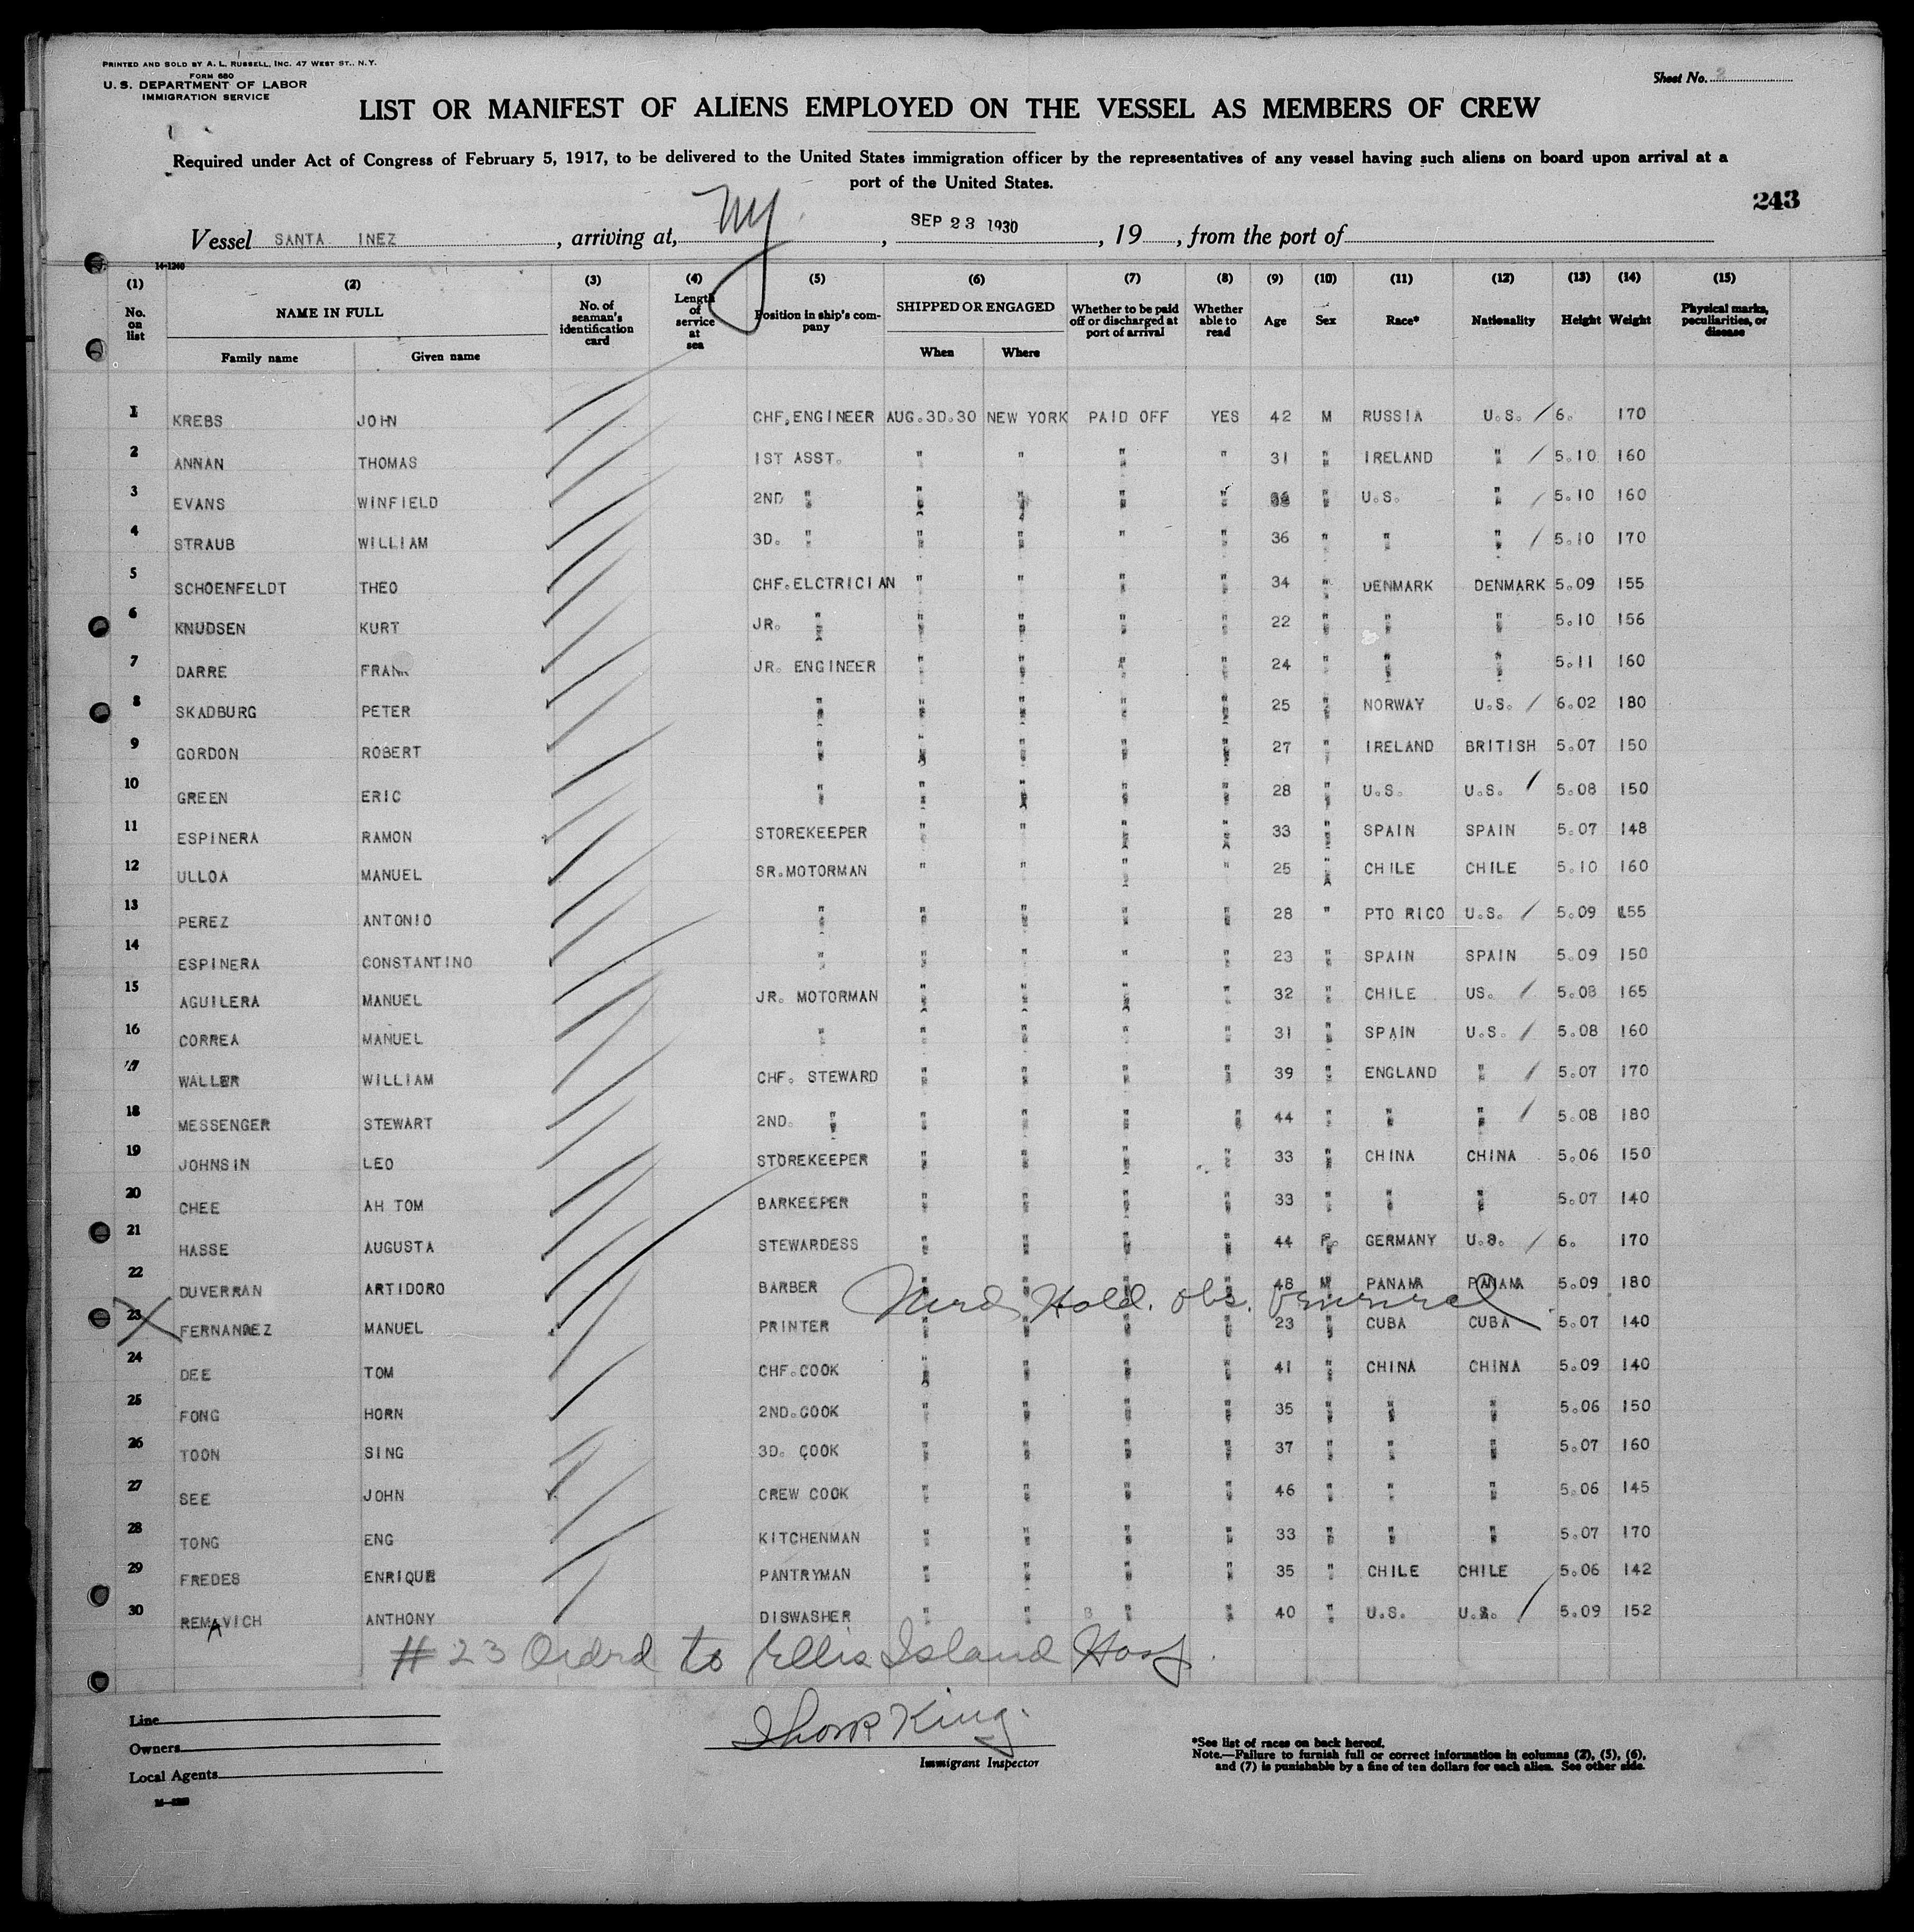 PRINTED AND SOLD BY A. L. RUSSELL, INC. 47 WEST ST., N.Y.
FORM 680
U. S. DEPARTMENT OF LABOR
IMMIGRATION SERVICE
Sheet No.
LIST OR MANIFEST OF ALIENS EMPLOYED ON THE VESSEL AS MEMBERS OF CREW
Required under Act of Congress of February 5, 1917, to be delivered to the United States immigration officer by the representatives of any vessel having such aliens on board upon arrival at a
port of the United States.
243
Vessel SANTA INEZ, arriving at, NY, SEP 23 1930, 19, from the port of
14-1240
(1) (2) (3) (4) (5) (6) (7) (8) (9) (10) (11) (12) (13) (14) (15)
No. on list NAME IN FULL No. of seaman's identification card Length of service at sea Position in ship's company SHIPPED OR ENGAGED Whether to be paid off or discharged at port of arrival Whether able to read Age Sex Race* Nationality Height Weight Physical marks, peculiarities, or disease
Family name Given name When Where
1 KREBS JOHN CHF.ENGINEER AUG.3D.30 NEW YORK PAID OFF YES 42 M RUSSIA U.S. 6. 170
2 ANNAN THOMAS 1ST ASST. " " " " 31 " IRELAND " 5.10 160
3 EVANS WINFIELD 2ND " " " " " " U.S. " 5.10 160
4 STRAUB WILLIAM 3D. " " " " " 36 " " " 5.10 170
5 SCHOENFELDT THEO CHF.ELCTRICIAN " " " " 34 " DENMARK DENMARK 5.09 155
6 KNUDSEN KURT JR. " " " " " 22 " " " 5.10 156
7 DARRE FRANK JR. ENGINEER " " " " 24 " " " 5.11 160
8 SKADBURG PETER " " " " " 25 " NORWAY U.S. 6.02 180
9 GORDON ROBERT " " " " " 27 " IRELAND BRITISH 5.07 150
10 GREEN ERIC " " " " " 28 " U.S. U.S. 5.08 150
11 ESPINERA RAMON STOREKEEPER " " " " 33 " SPAIN SPAIN 5.07 148
12 ULLOA MANUEL SR.MOTORMAN " " " " 25 " CHILE CHILE 5.10 160
13 PEREZ ANTONIO " " " " " 28 " PTO RICO U.S. 5.09 155
14 ESPINERA CONSTANTINO " " " " " 23 " SPAIN SPAIN 5.09 150
15 AGUILERA MANUEL JR. MOTORMAN " " " " 32 " CHILE US. 5.08 165
16 CORREA MANUEL " " " " " 31 " SPAIN U.S. 5.08 160
17 WALLER WILLIAM CHF. STEWARD " " " " 39 " ENGLAND " 5.07 170
18 MESSENGER STEWART 2ND. " " " " " 44 " " " 5.08 180
19 JOHNSIN LEO STOREKEEPER " " " " 33 " CHINA CHINA 5.06 150
20 CHEE AH TOM BARKEEPER " " " " 33 " " " 5.07 140
21 HASSE AUGUSTA STEWARDESS " " " " 44 F. GERMANY U.S. 6. 170
22 DUVERRAN ARTIDORO BARBER " " " " 48 M PANAMA PANAMA 5.09 180
Hold. obs.
23 FERNANDEZ MANUEL PRINTER " " " " 23 " CUBA CUBA 5.07 140
24 DEE TOM CHF.COOK " " " " 41 " CHINA CHINA 5.09 140
25 FONG HORN 2ND.COOK " " " " 35 " " " 5.06 150
26 TOON SING 3D. COOK " " " " 37 " " " 5.07 160
27 SEE JOHN CREW COOK " " " " 46 " " " 5.06 145
28 TONG ENG KITCHENMAN " " " " 33 " " " 5.07 170
29 FREDES ENRIQUE PANTRYMAN " " " " 35 " CHILE CHILE 5.06 142
30 REMAVICH ANTHONY DISWASHER " " " " 40 " U.S. U.S. 5.09 152
#23 Ordrd to Ellis Island Hosp.
Line
Owners
Local Agents
King.
Immigrant Inspector
*See list of races on back hereof.
Note.—Failure to furnish full or correct information in columns (2), (5), (6),
and (7) is punishable by a fine of ten dollars for each alien. See other side.